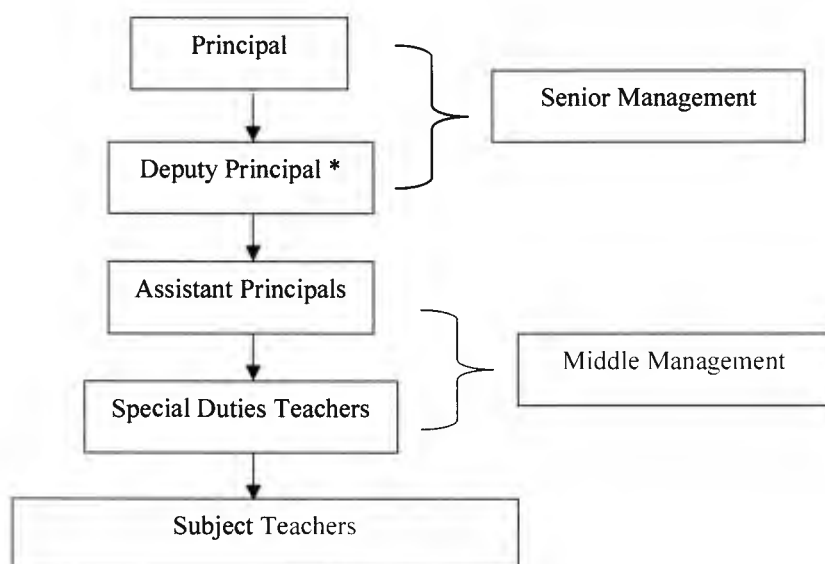 Principal
Senior Management
Deputy Principal *
Assistant Principals
Middle Management
Special Duties Teachers
Subject Teachers